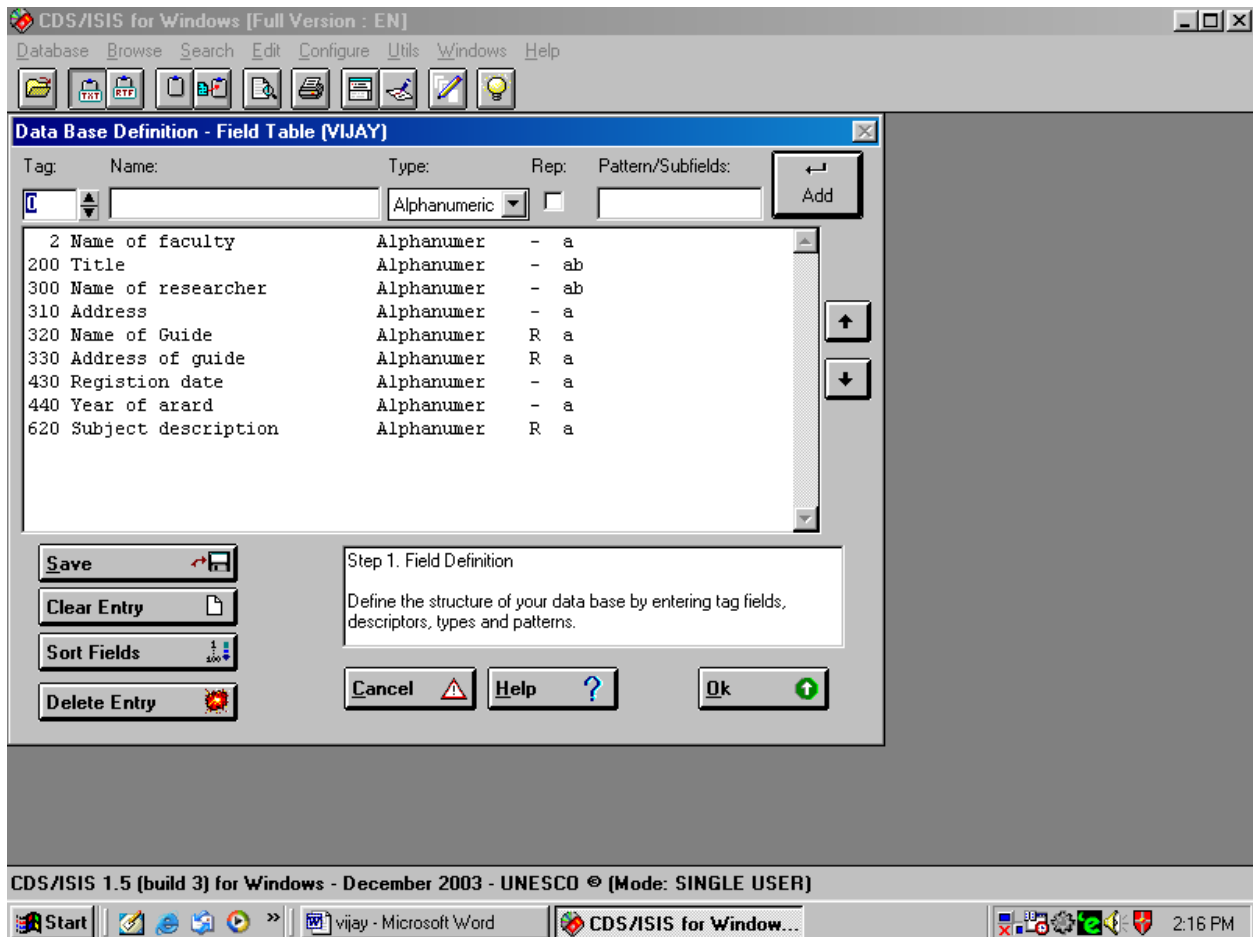 CDS/ISIS for Windows [Full Version : EN]
Database Browse Search Edit Configure Utils Windows Help
TXT RTF
Data Base Definition - Field Table (VIJAY)
Tag: Name: Type: Rep: Pattern/Subfields:
0 Alphanumeric Add
2 Name of faculty Alphanumer - a
200 Title Alphanumer - ab
300 Name of researcher Alphanumer - ab
310 Address Alphanumer - a
320 Name of Guide Alphanumer R a
330 Address of guide Alphanumer R a
430 Registion date Alphanumer - a
440 Year of arard Alphanumer - a
620 Subject description Alphanumer R a
Save
Clear Entry
Sort Fields
Delete Entry
Step 1. Field Definition
Define the structure of your data base by entering tag fields,
descriptors, types and patterns.
Cancel Help ? Ok
CDS/ISIS 1.5 (build 3) for Windows - December 2003 - UNESCO © (Mode: SINGLE USER)
Start » vijay - Microsoft Word CDS/ISIS for Window... 2:16 PM